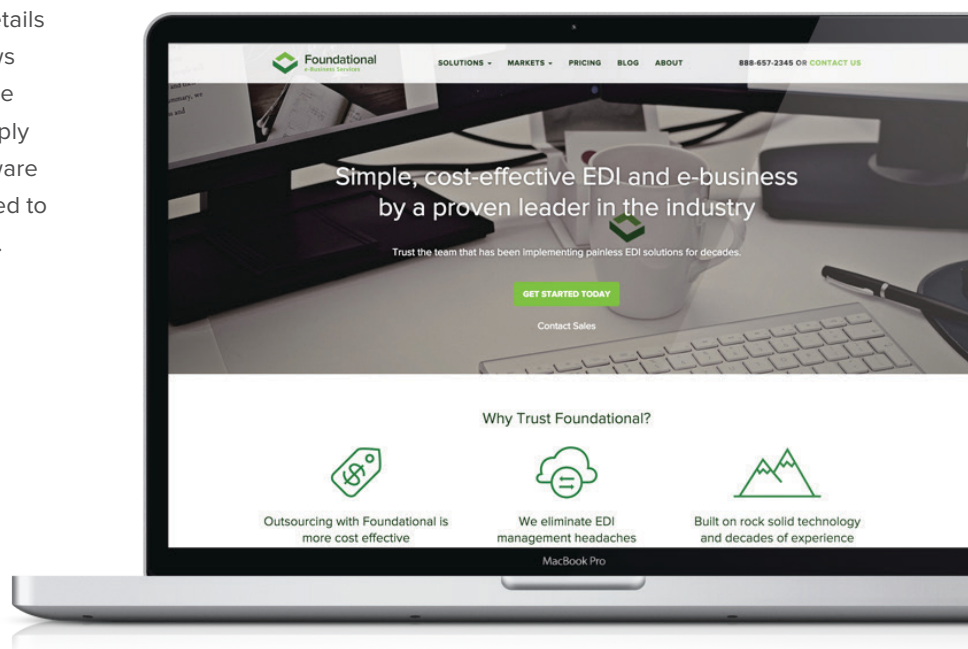 etails
ws
e
ply
ware
ed to
.
Foundational
e-Business Services
SOLUTIONS MARKETS PRICING BLOG ABOUT 888-657-2345 OR CONTACT US
Simple, cost-effective EDI and e-business
by a proven leader in the industry
Trust the team that has been implementing painless EDI solutions for decades.
GET STARTED TODAY
Contact Sales
Why Trust Foundational?
$
Outsourcing with Foundational is
more cost effective
We eliminate EDI
management headaches
Built on rock solid technology
and decades of experience
MacBook Pro